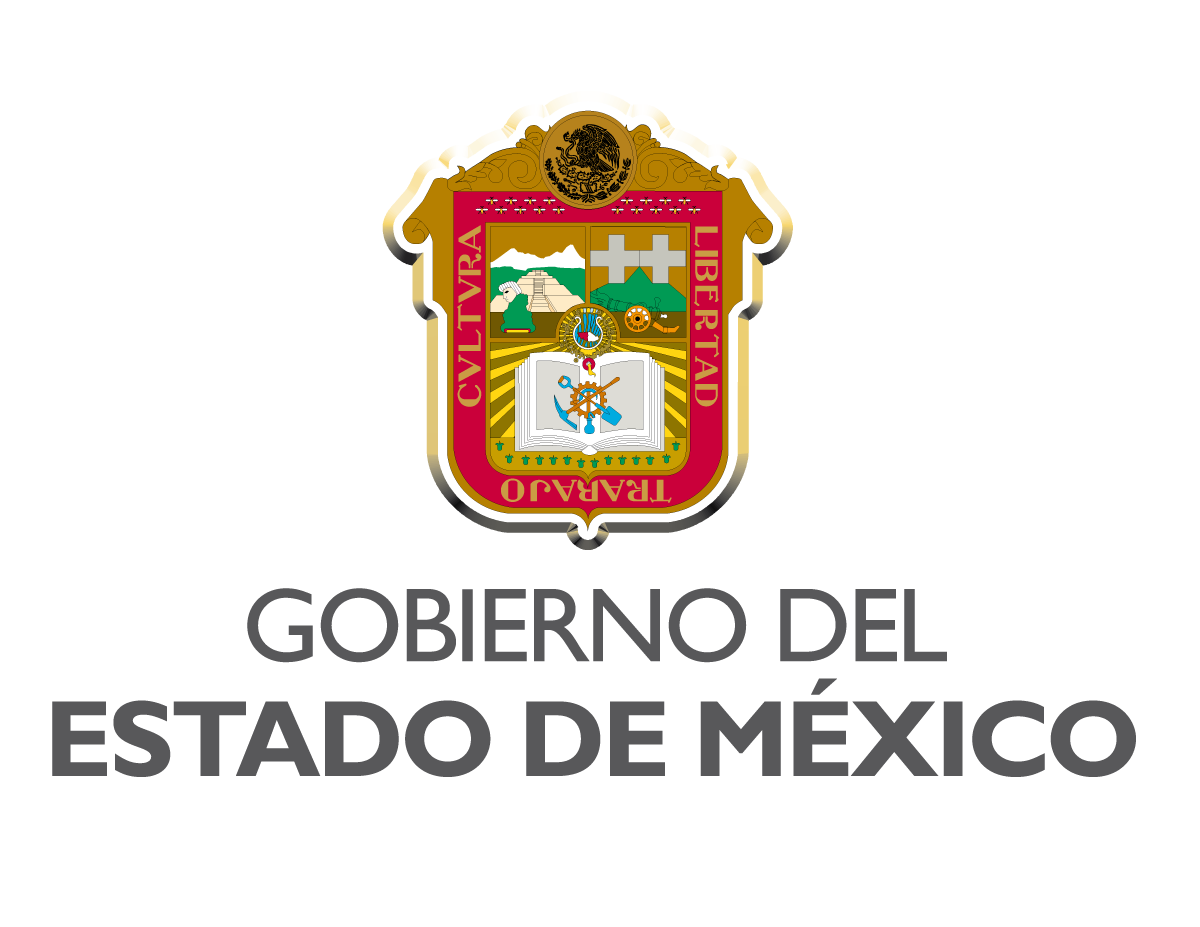 CVLTVRA
LIBERTAD
TRABAJO
GOBIERNO DEL
ESTADO DE MÉXICO